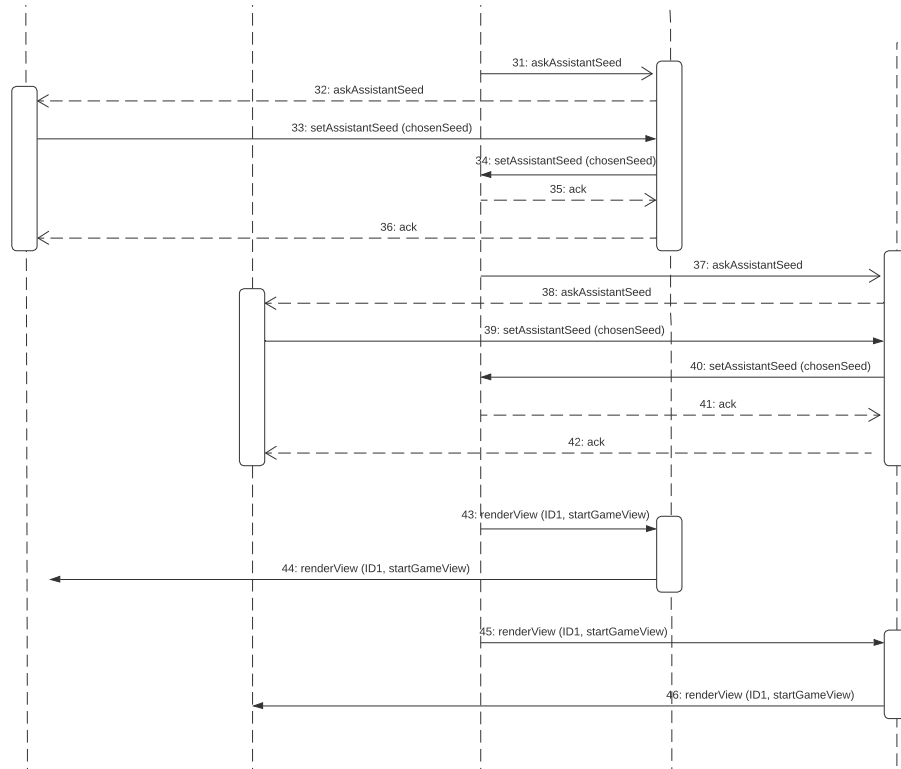 31: askAssistantSeed
32: askAssistantSeed
33: setAssistantSeed (chosenSeed)
34: setAssistantSeed (chosenSeed)
35: ack
36: ack
37: askAssistantSeed
38: askAssistantSeed
39: setAssistantSeed (chosenSeed)
40: setAssistantSeed (chosenSeed)
41: ack
42: ack
43: renderView (ID1, startGameView)
44: renderView (ID1, startGameView)
45: renderView (ID1, startGameView)
46: renderView (ID1, startGameView)